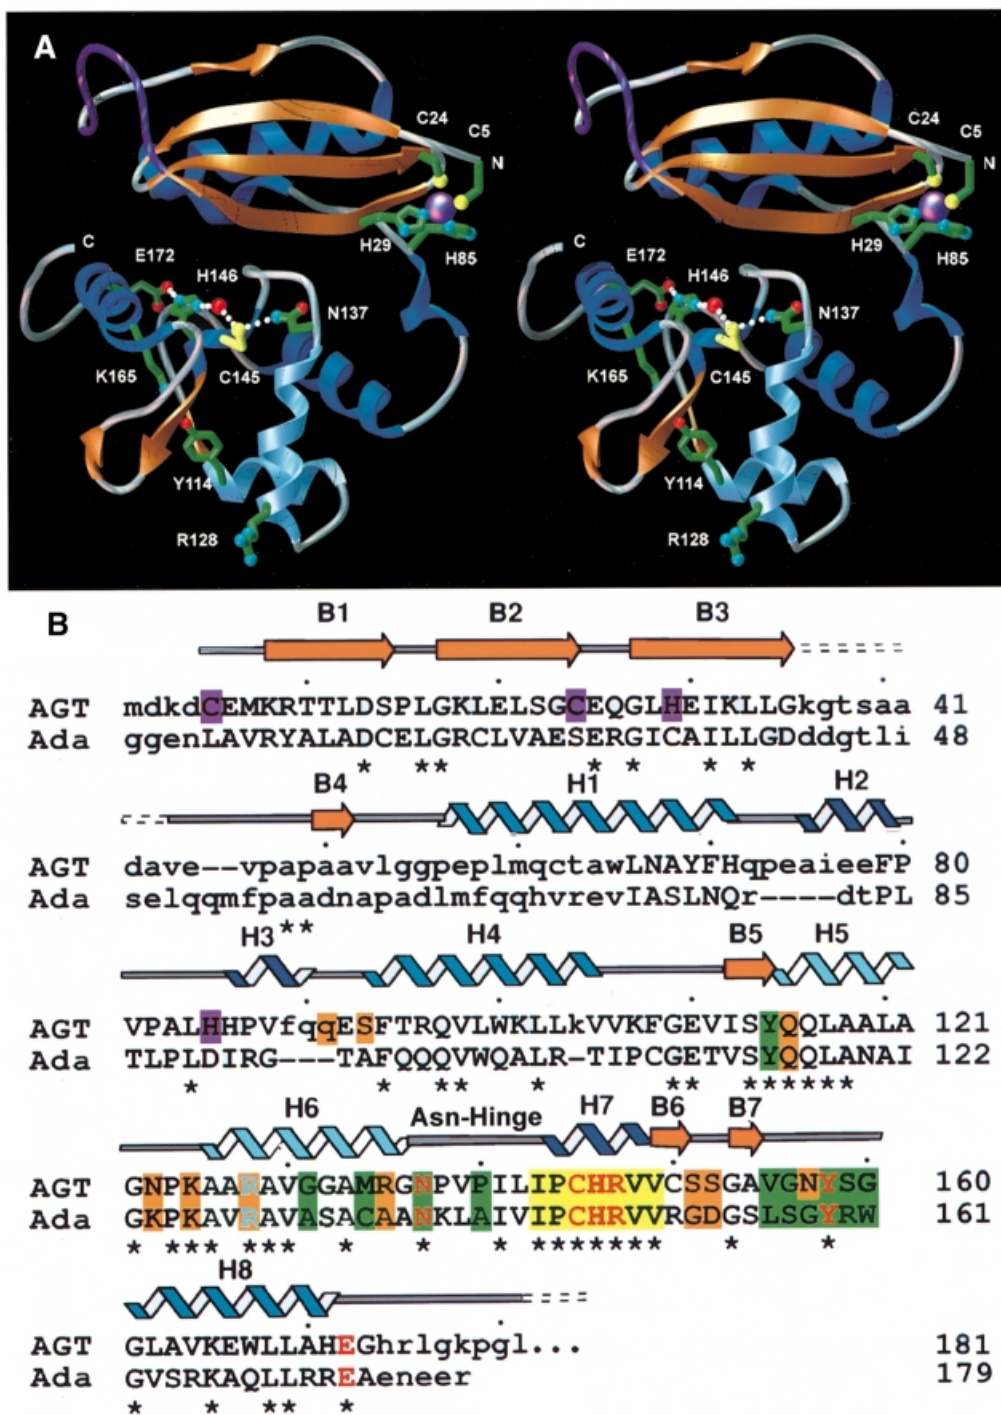 A
C24
C5
N
C24
C5
N
H29
H85
H29
H85
C
E172
H146
N137
C
E172
H146
N137
K165
C145
K165
C145
Y114
R128
Y114
R128
B
B1 B2 B3
AGT mdkdCEMKRTTLDSPLGKLELSGCEQGLHEIKLLGkgtsaa 41
Ada ggenLAVRYALADCELGRCLVAESERGICAILLGDddgtli 48
* ** * * * *
B4 H1 H2
AGT dave--vpapaavlggpeplmqctawLNAYFHqpeaieeFP 80
Ada selqqmfpaadnapadlmfqqhvrevIASLNQr----dtPL 85
**
H3 H4 B5 H5
AGT VPALHHPVfqqESFTRQVLWKLLkVVKFGEVISYQQLAALA 121
Ada TLPLDIRG---TAFQQQVWQALR-TIPCGETVSYQQLANAI 122
* * ** * ** ******
H6 Asn-Hinge H7 B6 B7
AGT GNPKAARAVGGAMRGNPVPILIPCHRVVCSSGAVGNYSG 160
Ada GKPKAVRAVASACAANKLAIVIPCHRVVRGDGSLSGYRW 161
* *** *** * * * ******* * *
H8
AGT GLAVKEWLLAHEGhrlgkpgl... 181
Ada GVSRKAQLLRREAeneer 179
* * ** *